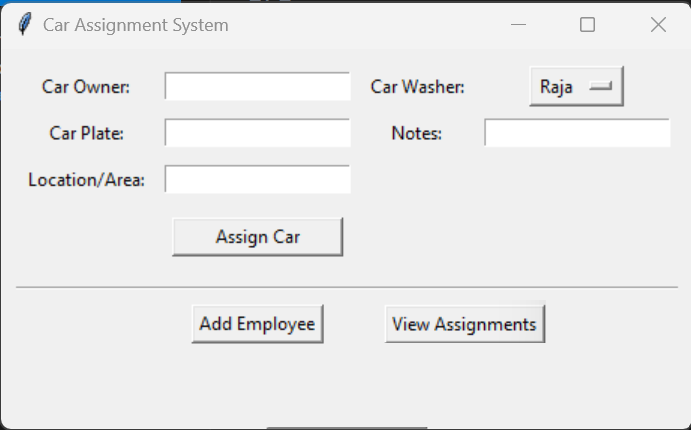 Car Assignment System
Car Owner: Car Washer: Raja
Car Plate: Notes:
Location/Area:
Assign Car
Add Employee View Assignments